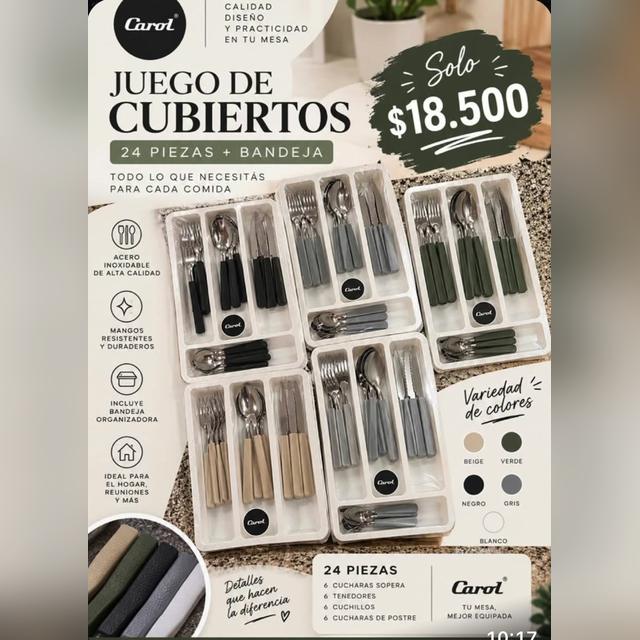 Carol®
CALIDAD
DISEÑO
Y PRACTICIDAD
EN TU MESA
JUEGO DE
CUBIERTOS
24 PIEZAS + BANDEJA
TODO LO QUE NECESITÁS
PARA CADA COMIDA
Solo
$18.500
ACERO
INOXIDABLE
DE ALTA CALIDAD
MANGOS
RESISTENTES
Y DURADEROS
INCLUYE
BANDEJA
ORGANIZADORA
IDEAL PARA
EL HOGAR,
REUNIONES
Y MÁS
Carol
Carol
Carol
Carol
Carol
Variedad
de colores
BEIGE
VERDE
NEGRO
GRIS
BLANCO
Detalles
que hacen
la diferencia
24 PIEZAS
6 CUCHARAS SOPERA
6 TENEDORES
6 CUCHILLOS
6 CUCHARAS DE POSTRE
Carol®
TU MESA,
MEJOR EQUIPADA
10:17